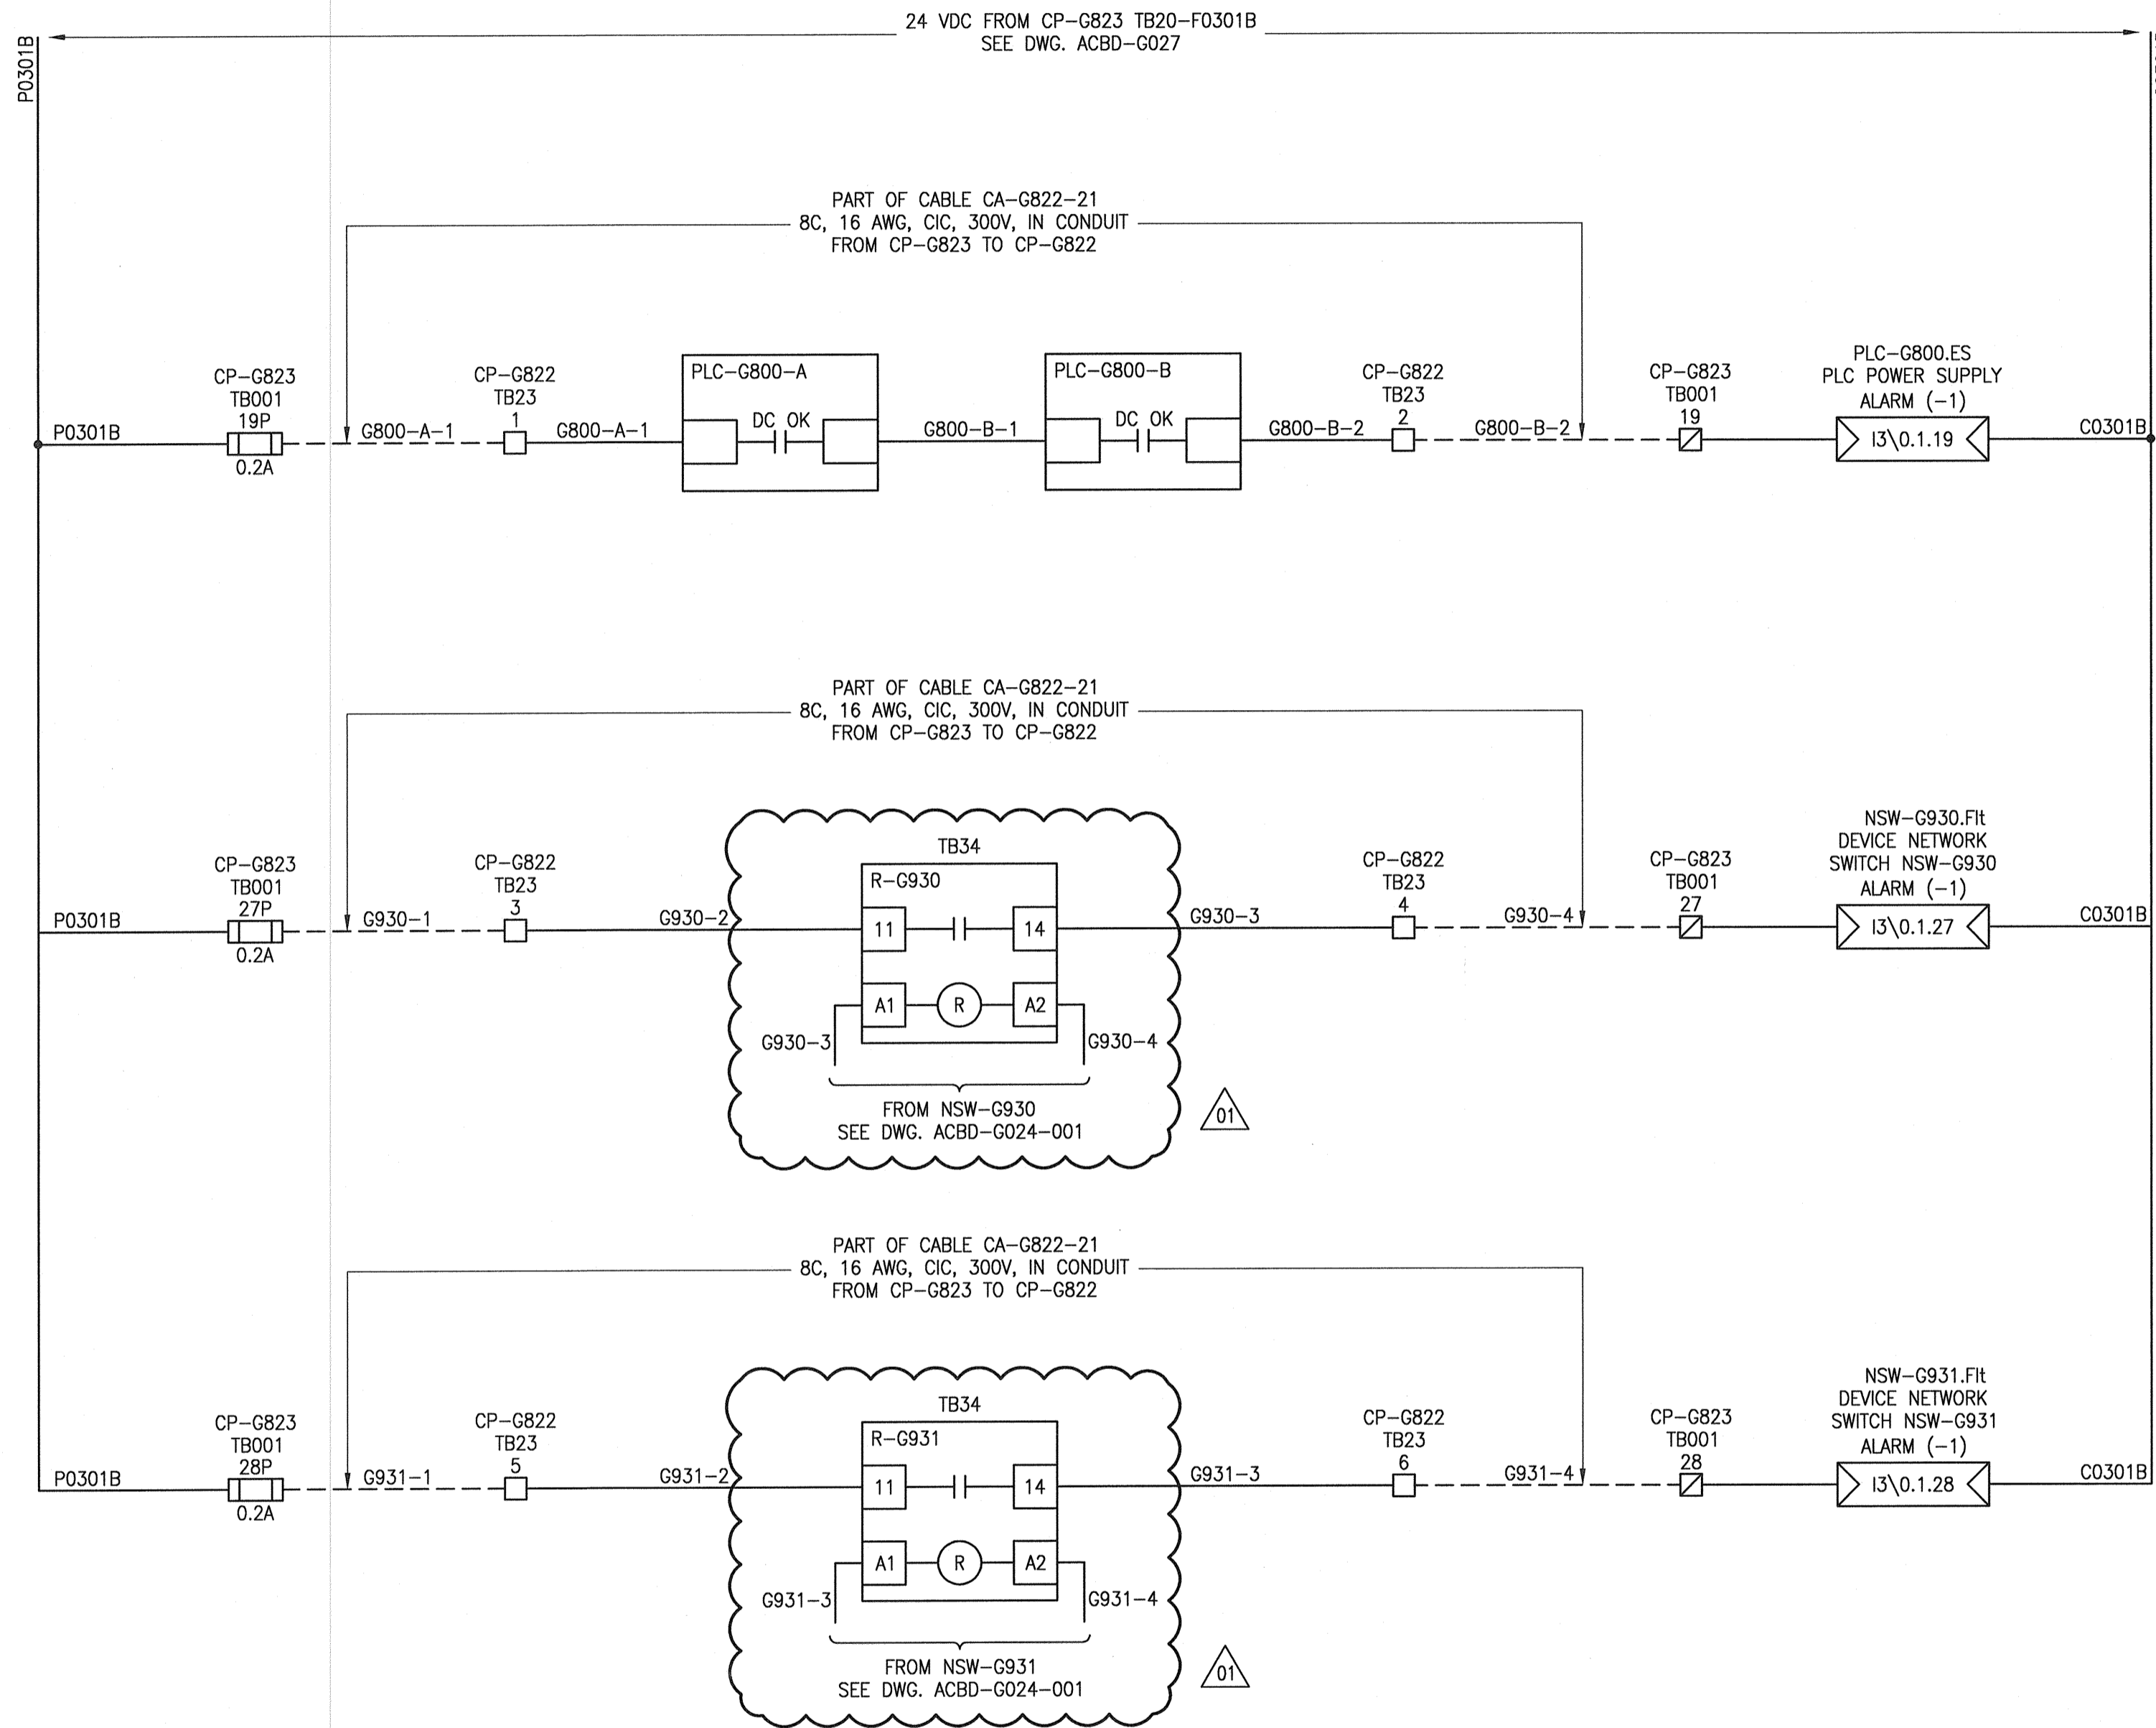 24 VDC FROM CP-G823 TB20-F0301B
SEE DWG. ACBD-G027
P0301B
PART OF CABLE CA-G822-21
8C, 16 AWG, CIC, 300V, IN CONDUIT
FROM CP-G823 TO CP-G822
P0301B
CP-G823
TB001
19P
0.2A
G800-A-1
CP-G822
TB23
1
G800-A-1
PLC-G800-A
DC OK
G800-B-1
PLC-G800-B
DC OK
G800-B-2
CP-G822
TB23
2
G800-B-2
CP-G823
TB001
19
PLC-G800.ES
PLC POWER SUPPLY
ALARM (-1)
I3\0.1.19
C0301B
PART OF CABLE CA-G822-21
8C, 16 AWG, CIC, 300V, IN CONDUIT
FROM CP-G823 TO CP-G822
P0301B
CP-G823
TB001
27P
0.2A
G930-1
CP-G822
TB23
3
G930-2
TB34
R-G930
11
14
A1
R
A2
G930-3
G930-4
FROM NSW-G930
SEE DWG. ACBD-G024-001
01
G930-3
CP-G822
TB23
4
G930-4
CP-G823
TB001
27
NSW-G930.Flt
DEVICE NETWORK
SWITCH NSW-G930
ALARM (-1)
I3\0.1.27
C0301B
PART OF CABLE CA-G822-21
8C, 16 AWG, CIC, 300V, IN CONDUIT
FROM CP-G823 TO CP-G822
P0301B
CP-G823
TB001
28P
0.2A
G931-1
CP-G822
TB23
5
G931-2
TB34
R-G931
11
14
A1
R
A2
G931-3
G931-4
FROM NSW-G931
SEE DWG. ACBD-G024-001
01
G931-3
CP-G822
TB23
6
G931-4
CP-G823
TB001
28
NSW-G931.Flt
DEVICE NETWORK
SWITCH NSW-G931
ALARM (-1)
I3\0.1.28
C0301B